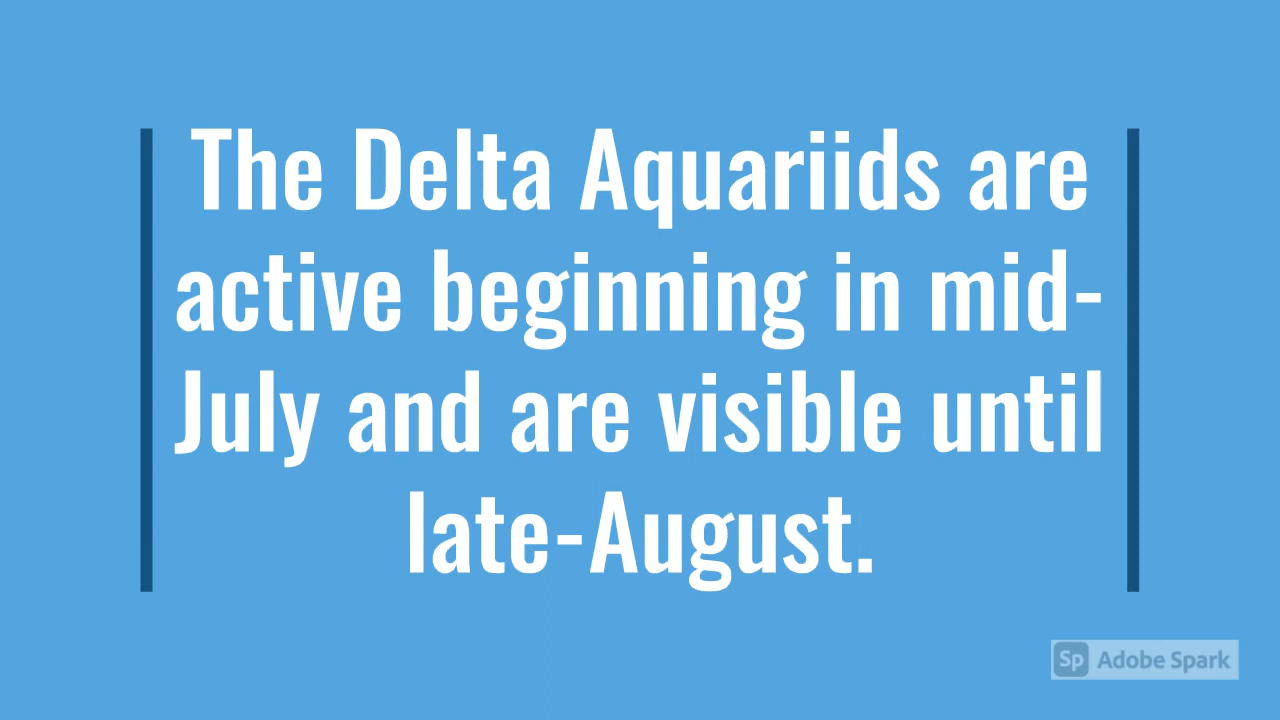 The Delta Aquariids are
active beginning in mid-
July and are visible until
late-August.
Sp Adobe Spark